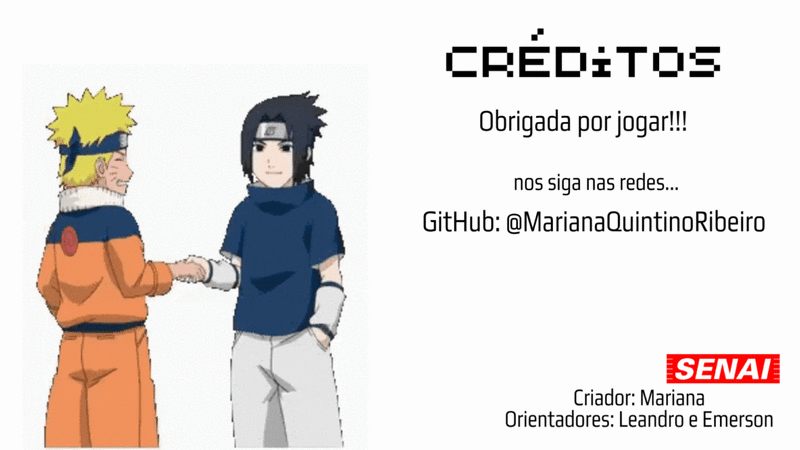 CRÉDiTOS
Obrigada por jogar!!!
nos siga nas redes...
GitHub: @MarianaQuintinoRibeiro
SENAI
Criador: Mariana
Orientadores: Leandro e Emerson